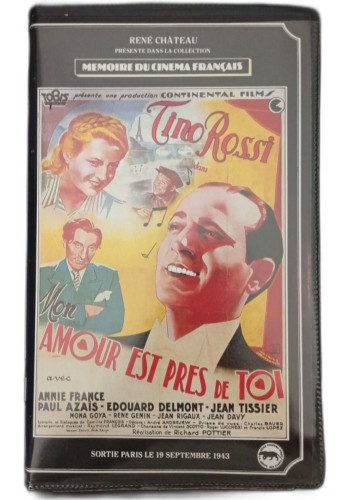 RENÉ CHATEAU
PRESENTE DANS LA COLLECTION
MEMOIRE DU CINEMA FRANÇAIS
présente une production CONTINENTAL FILMS
Tino Rossi
dans
Mon
AMOUR EST PRES DE TOI
avec
ANNIE FRANCE
PAUL AZAIS - EDOUARD DELMONT - JEAN TISSIER
MONA GOYA - RENE GENIN - JEAN RIGAUX - JEAN DAVY
Réalisation de Richard POTTIER
SORTIE PARIS LE 19 SEPTEMBRE 1943